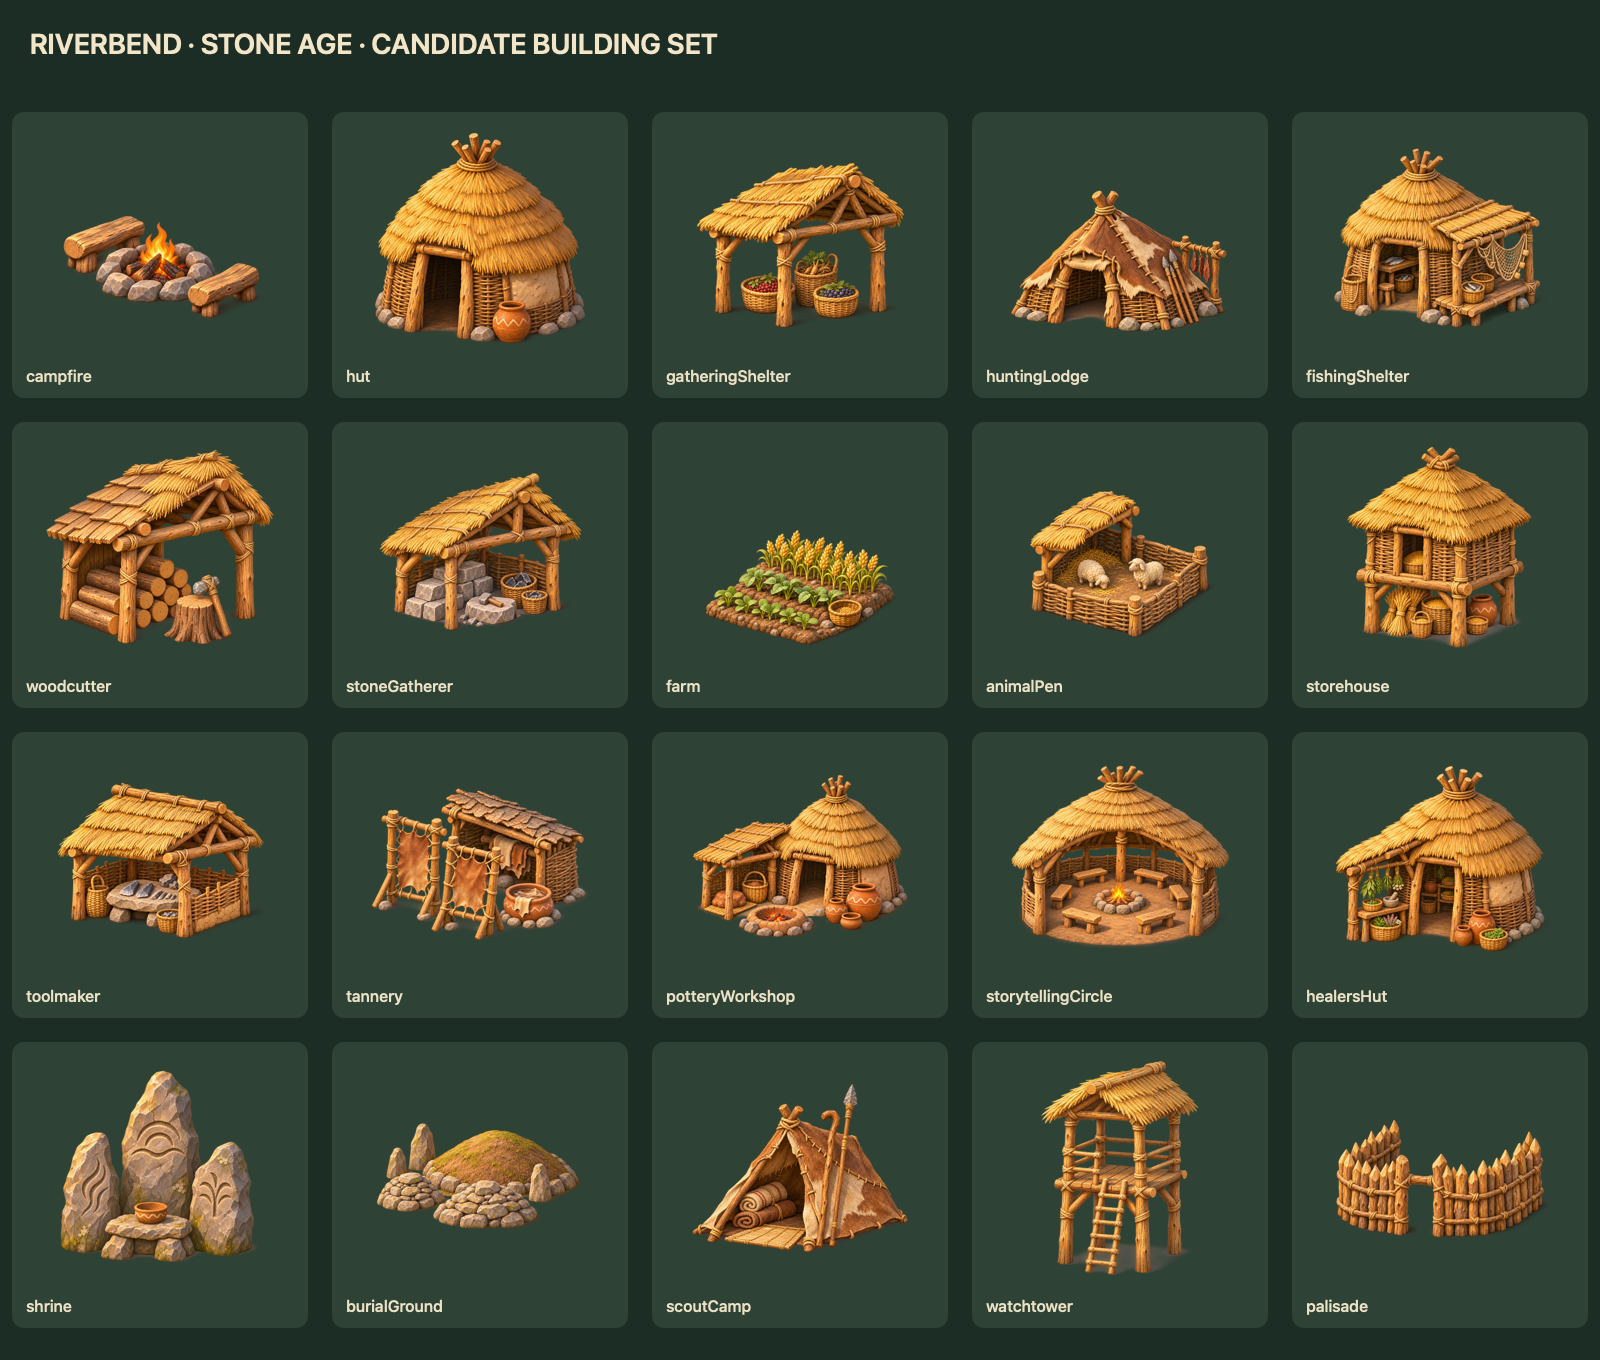 RIVERBEND · STONE AGE · CANDIDATE BUILDING SET
campfire
hut
gatheringShelter
huntingLodge
fishingShelter
woodcutter
stoneGatherer
farm
animalPen
storehouse
toolmaker
tannery
potteryWorkshop
storytellingCircle
healersHut
shrine
burialGround
scoutCamp
watchtower
palisade